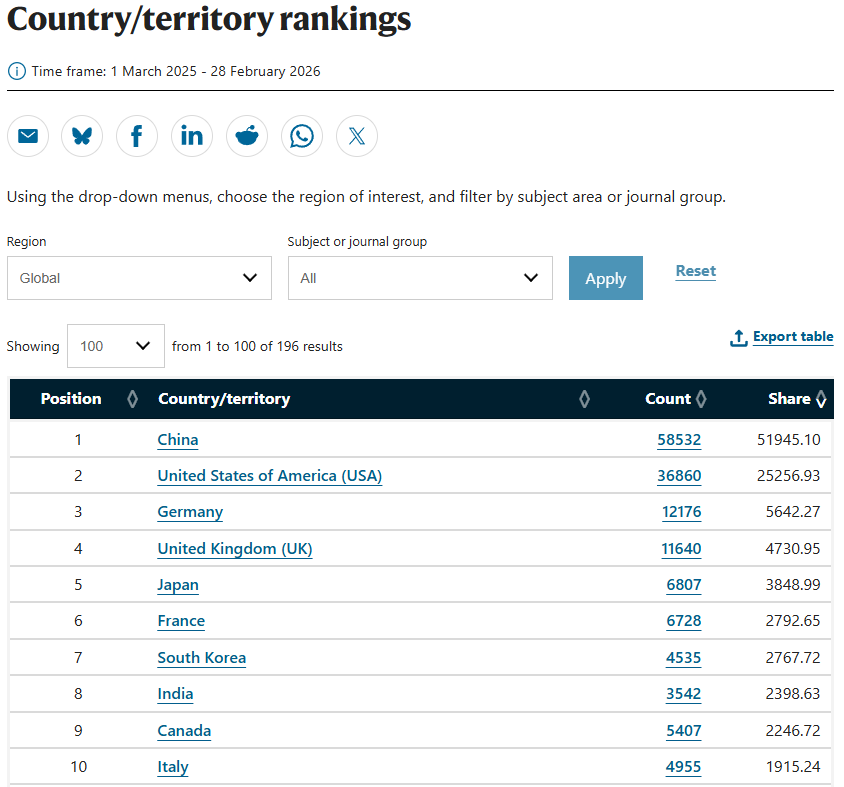 Country/territory rankings
Time frame: 1 March 2025 - 28 February 2026
Using the drop-down menus, choose the region of interest, and filter by subject area or journal group.
Region Subject or journal group
Global All Apply Reset
Showing 100 from 1 to 100 of 196 results Export table
Position Country/territory Count Share
1 China 58532 51945.10
2 United States of America (USA) 36860 25256.93
3 Germany 12176 5642.27
4 United Kingdom (UK) 11640 4730.95
5 Japan 6807 3848.99
6 France 6728 2792.65
7 South Korea 4535 2767.72
8 India 3542 2398.63
9 Canada 5407 2246.72
10 Italy 4955 1915.24